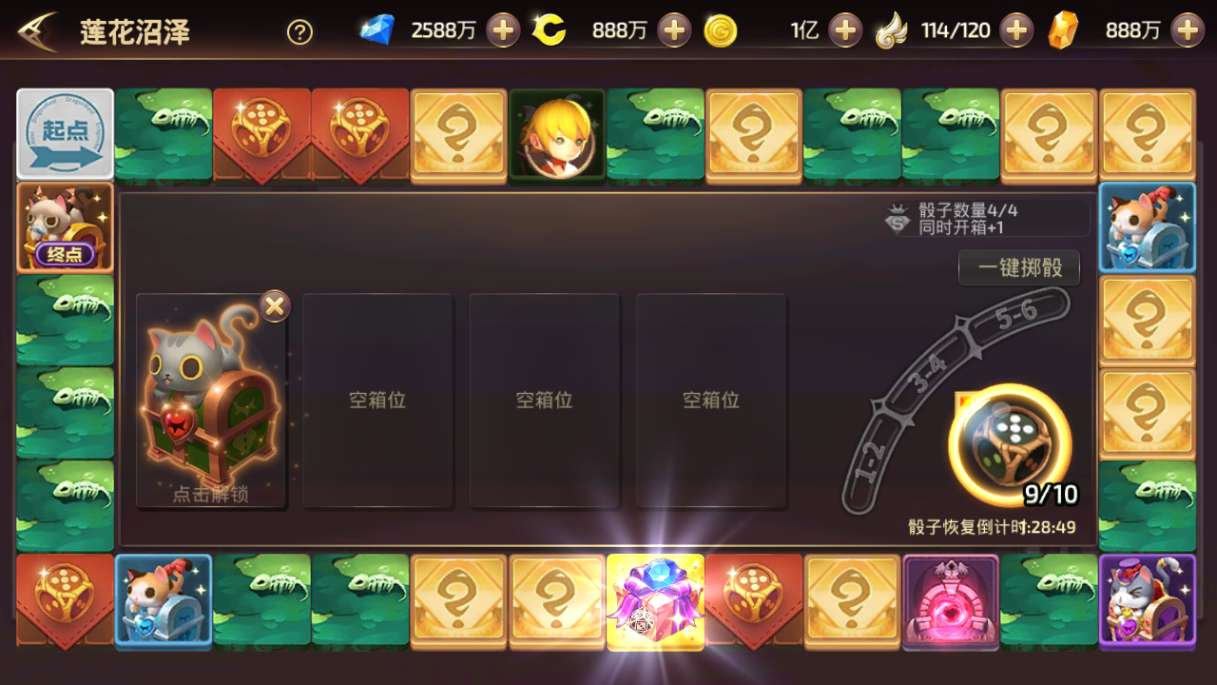 莲花沼泽
?
2588万
888万
1亿
114/120
888万
起点
终点
骰子数量4/4
同时开箱+1
一键掷骰
5-6
3-4
1-2
空箱位
空箱位
空箱位
点击解锁
9/10
骰子恢复倒计时:28:49